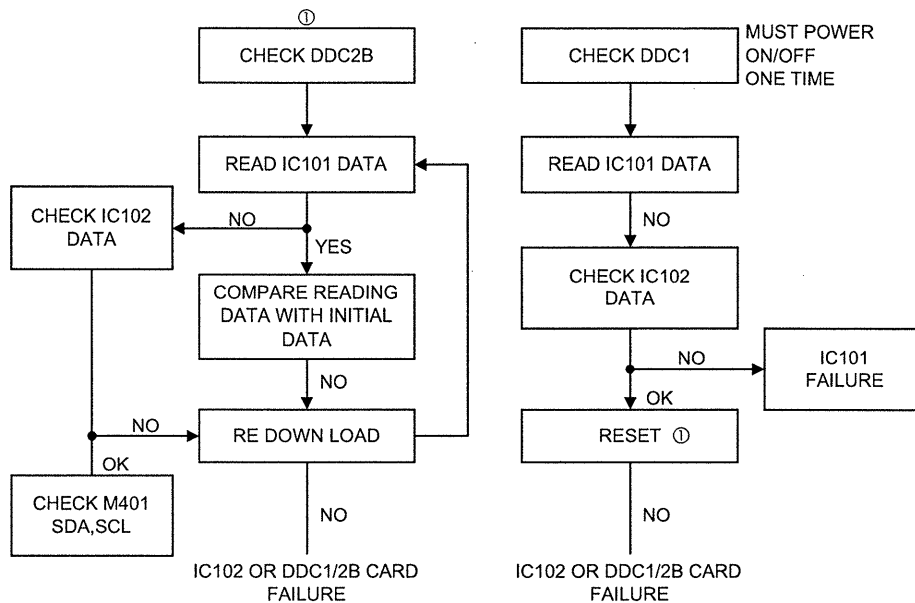 ①
CHECK DDC2B
READ IC101 DATA
NO
YES
CHECK IC102
DATA
COMPARE READING
DATA WITH INITIAL
DATA
NO
NO
RE DOWN LOAD
OK
CHECK M401
SDA,SCL
NO
IC102 OR DDC1/2B CARD
FAILURE
CHECK DDC1
MUST POWER
ON/OFF
ONE TIME
READ IC101 DATA
NO
CHECK IC102
DATA
NO
IC101
FAILURE
OK
RESET ①
NO
IC102 OR DDC1/2B CARD
FAILURE